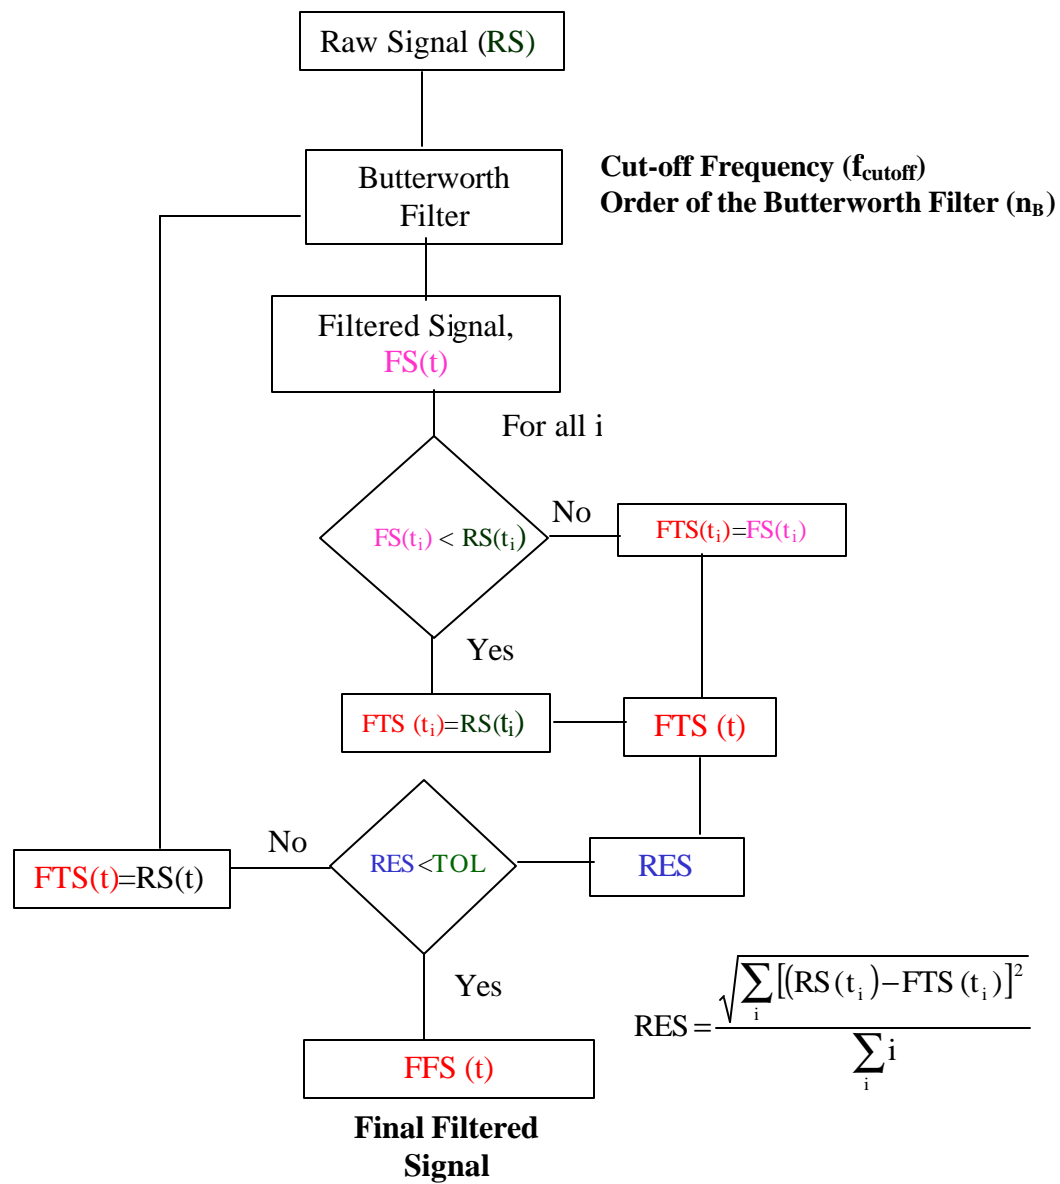 Raw Signal (RS)
Butterworth
Filter
Cut-off Frequency (fcutoff)
Order of the Butterworth Filter (nB)
Filtered Signal,
FS(t)
For all i
FS(ti) < RS(ti)
No
FTS(ti)=FS(ti)
Yes
FTS (ti)=RS(ti)
FTS (t)
No
RES<TOL
RES
FTS(t)=RS(t)
Yes
RES = √∑i[(RS(ti)−FTS(ti)]2
∑i i
FFS (t)
Final Filtered
Signal